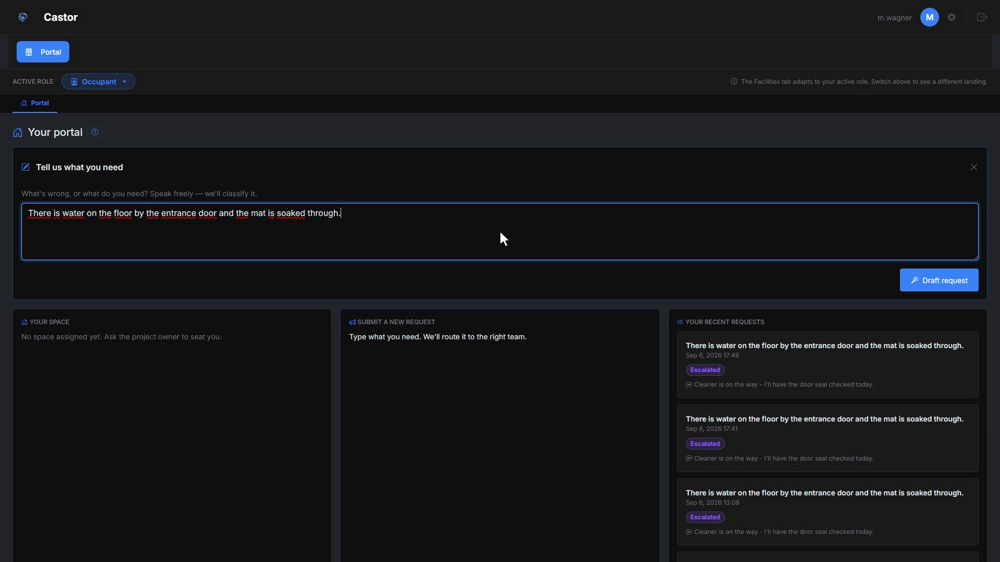 Castor
m.wagner
M
Portal
ACTIVE ROLE
Occupant
The Facilities tab adapts to your active role. Switch above to see a different landing.
Portal
Your portal
?
Tell us what you need
What's wrong, or what do you need? Speak freely — we'll classify it.
There is water on the floor by the entrance door and the mat is soaked through.
Draft request
YOUR SPACE
No space assigned yet. Ask the project owner to seat you.
SUBMIT A NEW REQUEST
Type what you need. We'll route it to the right team.
YOUR RECENT REQUESTS
There is water on the floor by the entrance door and the mat is soaked through.
Sep 6, 2026 17:49
Escalated
Cleaner is on the way - I'll have the door seal checked today.
There is water on the floor by the entrance door and the mat is soaked through.
Sep 6, 2026 17:41
Escalated
Cleaner is on the way - I'll have the door seal checked today.
There is water on the floor by the entrance door and the mat is soaked through.
Sep 6, 2026 13:08
Escalated
Cleaner is on the way - I'll have the door seal checked today.